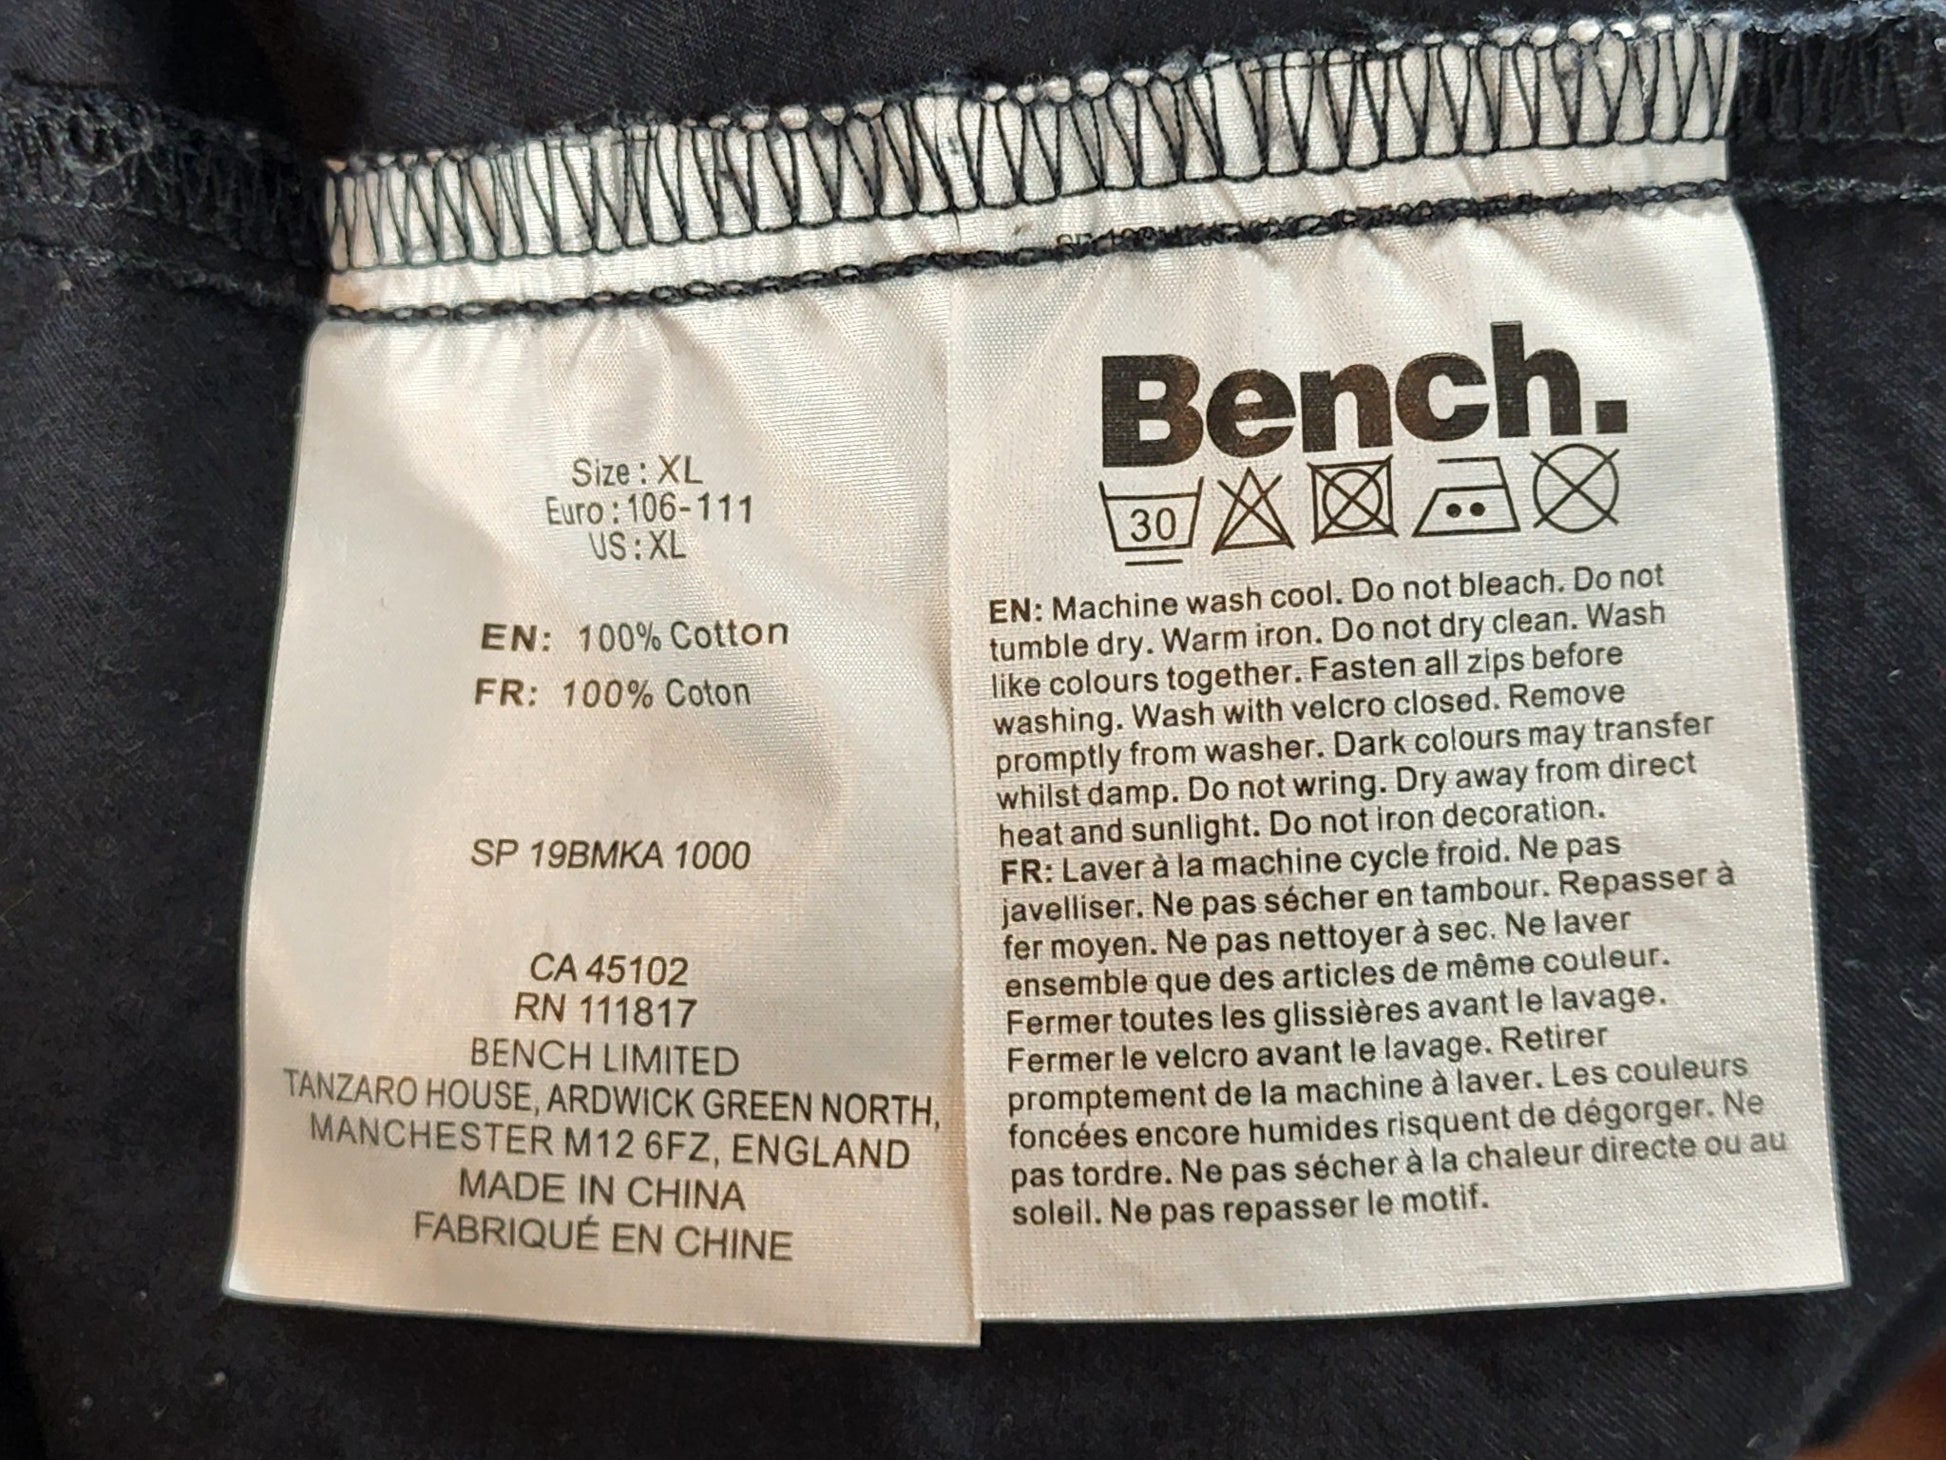 Size : XL
Euro : 106-111
US : XL
EN: 100% Cotton
FR: 100% Coton
SP 19BMKA 1000
CA 45102
RN 111817
BENCH LIMITED
TANZARO HOUSE, ARDWICK GREEN NORTH,
MANCHESTER M12 6FZ, ENGLAND
MADE IN CHINA
FABRIQUÉ EN CHINE
Bench.
30
EN: Machine wash cool. Do not bleach. Do not
tumble dry. Warm iron. Do not dry clean. Wash
like colours together. Fasten all zips before
washing. Wash with velcro closed. Remove
promptly from washer. Dark colours may transfer
whilst damp. Do not wring. Dry away from direct
heat and sunlight. Do not iron decoration.
FR: Laver à la machine cycle froid. Ne pas
javelliser. Ne pas sécher en tambour. Repasser à
fer moyen. Ne pas nettoyer à sec. Ne laver
ensemble que des articles de même couleur.
Fermer toutes les glissières avant le lavage.
Fermer le velcro avant le lavage. Retirer
promptement de la machine à laver. Les couleurs
foncées encore humides risquent de dégorger. Ne
pas tordre. Ne pas sécher à la chaleur directe ou au
soleil. Ne pas repasser le motif.